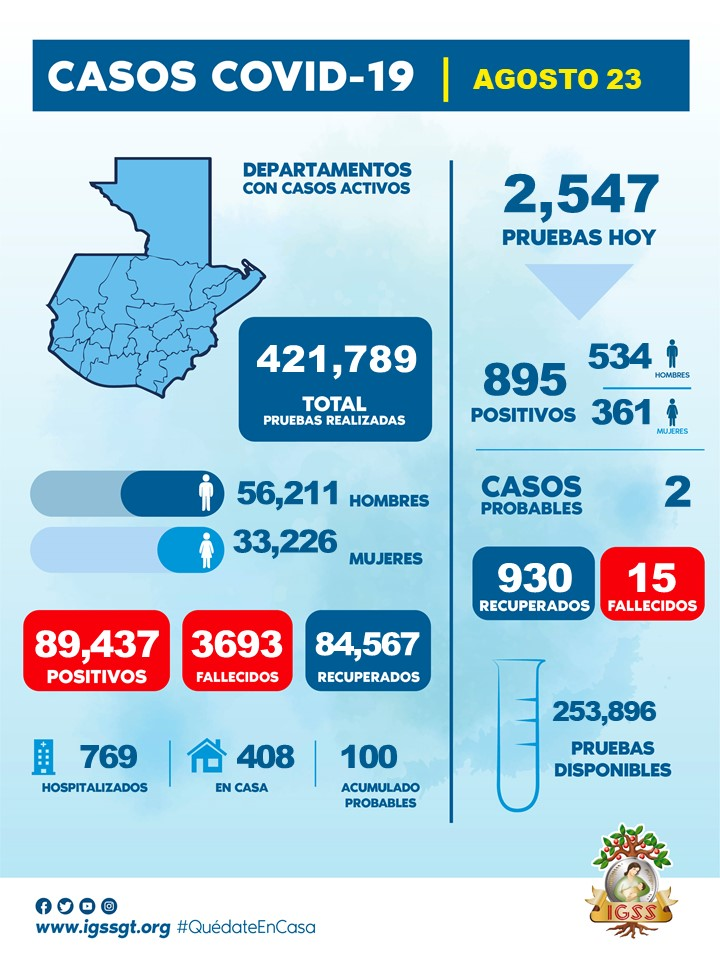 CASOS COVID-19 | AGOSTO 23
DEPARTAMENTOS
CON CASOS ACTIVOS
421,789
TOTAL
PRUEBAS REALIZADAS
56,211 HOMBRES
33,226 MUJERES
89,437
POSITIVOS
3693
FALLECIDOS
84,567
RECUPERADOS
769
HOSPITALIZADOS
408
EN CASA
100
ACUMULADO
PROBABLES
2,547
PRUEBAS HOY
895
POSITIVOS
534
HOMBRES
361
MUJERES
CASOS
PROBABLES
2
930
RECUPERADOS
15
FALLECIDOS
253,896
PRUEBAS
DISPONIBLES
IGSS
www.igssgt.org #QuédateEnCasa